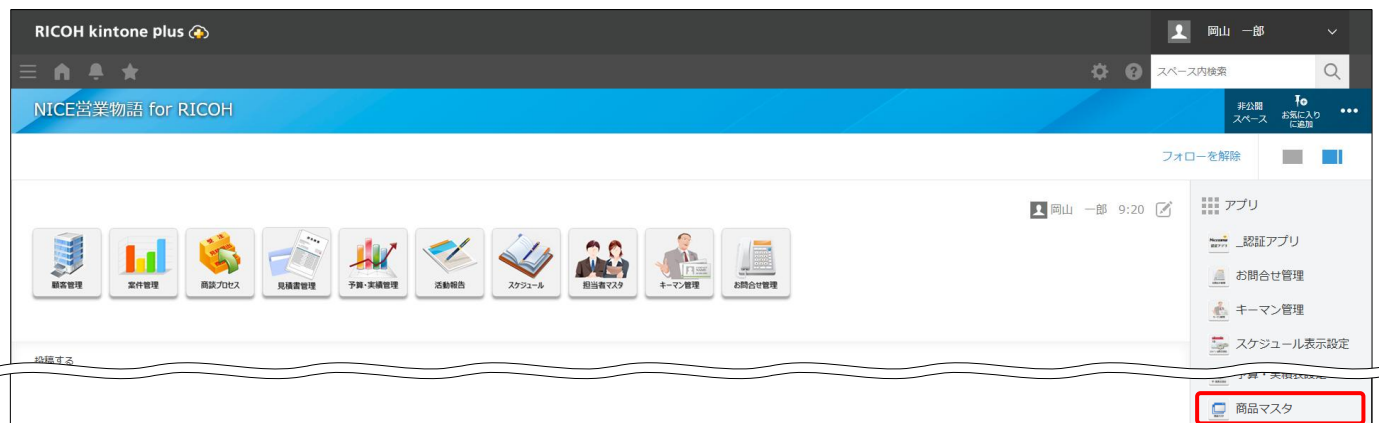 RICOH kintone plus
岡山 一郎
スペース内検索
NICE営業物語 for RICOH
非公開
スペース
お気に入り
に追加
フォローを解除
岡山 一郎 9:20
アプリ
_認証アプリ
お問合せ管理
キーマン管理
スケジュール表示設定
顧客管理
案件管理
商談プロセス
見積書管理
予算・実績管理
活動報告
スケジュール
担当者マスタ
キーマン管理
お問合せ管理
投稿する
予算・実績表設定
商品マスタ